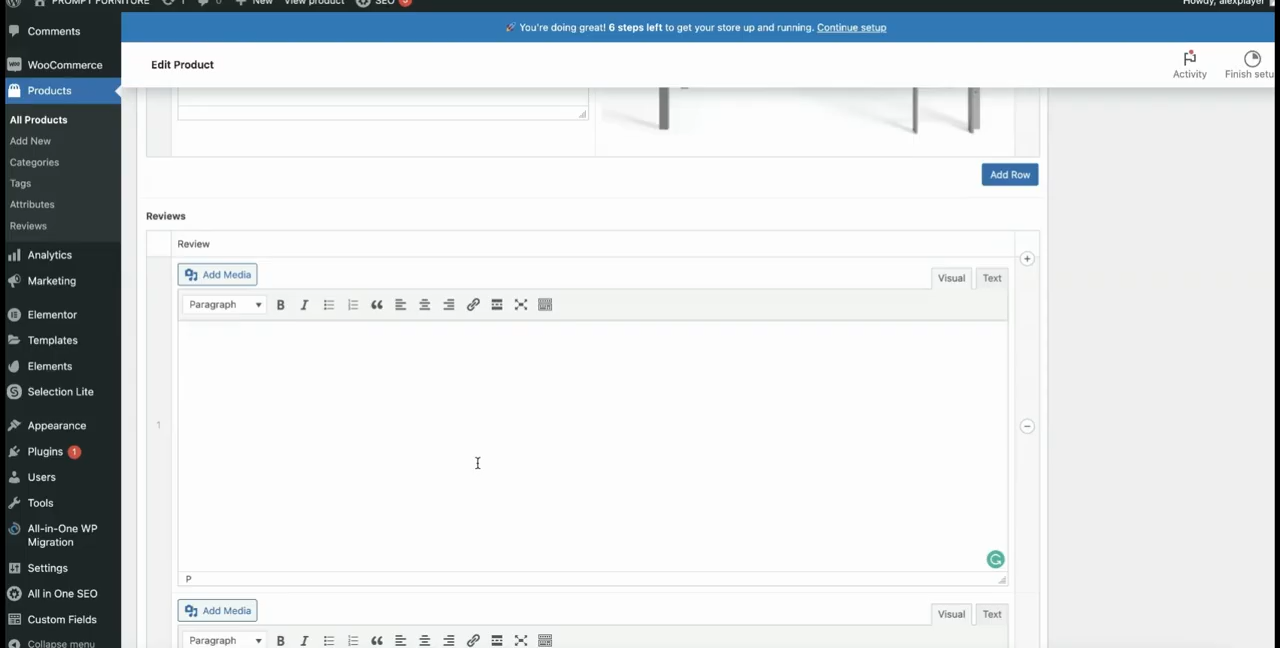 PROMPT FURNITURE 1 0 New View product SEO Howdy, alexplayer
🚀 You're doing great! 6 steps left to get your store up and running. Continue setup
Edit Product
Activity
Finish setu
Comments
WooCommerce
Products
All Products
Add New
Categories
Tags
Attributes
Reviews
Analytics
Marketing
Elementor
Templates
Elements
Selection Lite
Appearance
Plugins 1
Users
Tools
All-in-One WP
Migration
Settings
All in One SEO
Custom Fields
Collapse menu
Add Row
Reviews
Review
Add Media
Visual Text
Paragraph B I
1
P
Add Media
Visual Text
Paragraph B I